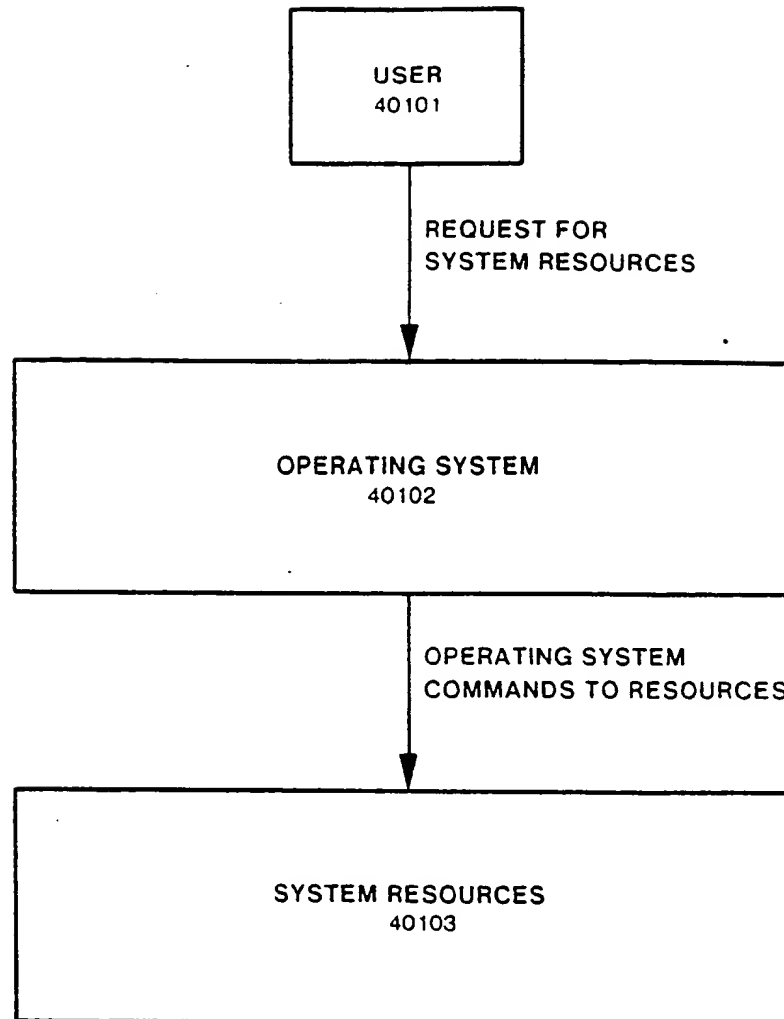 USER
40101
REQUEST FOR
SYSTEM RESOURCES
OPERATING SYSTEM
40102
OPERATING SYSTEM
COMMANDS TO RESOURCES
SYSTEM RESOURCES
40103